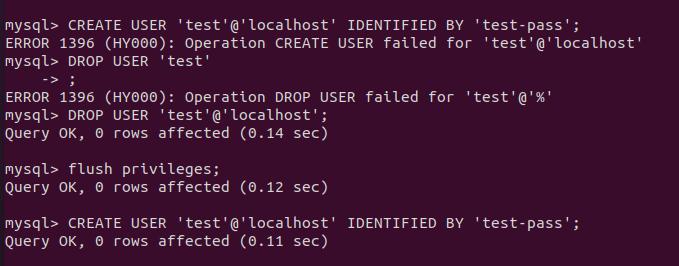 mysql> CREATE USER 'test'@'localhost' IDENTIFIED BY 'test-pass';
ERROR 1396 (HY000): Operation CREATE USER failed for 'test'@'localhost'
mysql> DROP USER 'test'
    -> ;
ERROR 1396 (HY000): Operation DROP USER failed for 'test'@'%'
mysql> DROP USER 'test'@'localhost';
Query OK, 0 rows affected (0.14 sec)
mysql> flush privileges;
Query OK, 0 rows affected (0.12 sec)
mysql> CREATE USER 'test'@'localhost' IDENTIFIED BY 'test-pass';
Query OK, 0 rows affected (0.11 sec)